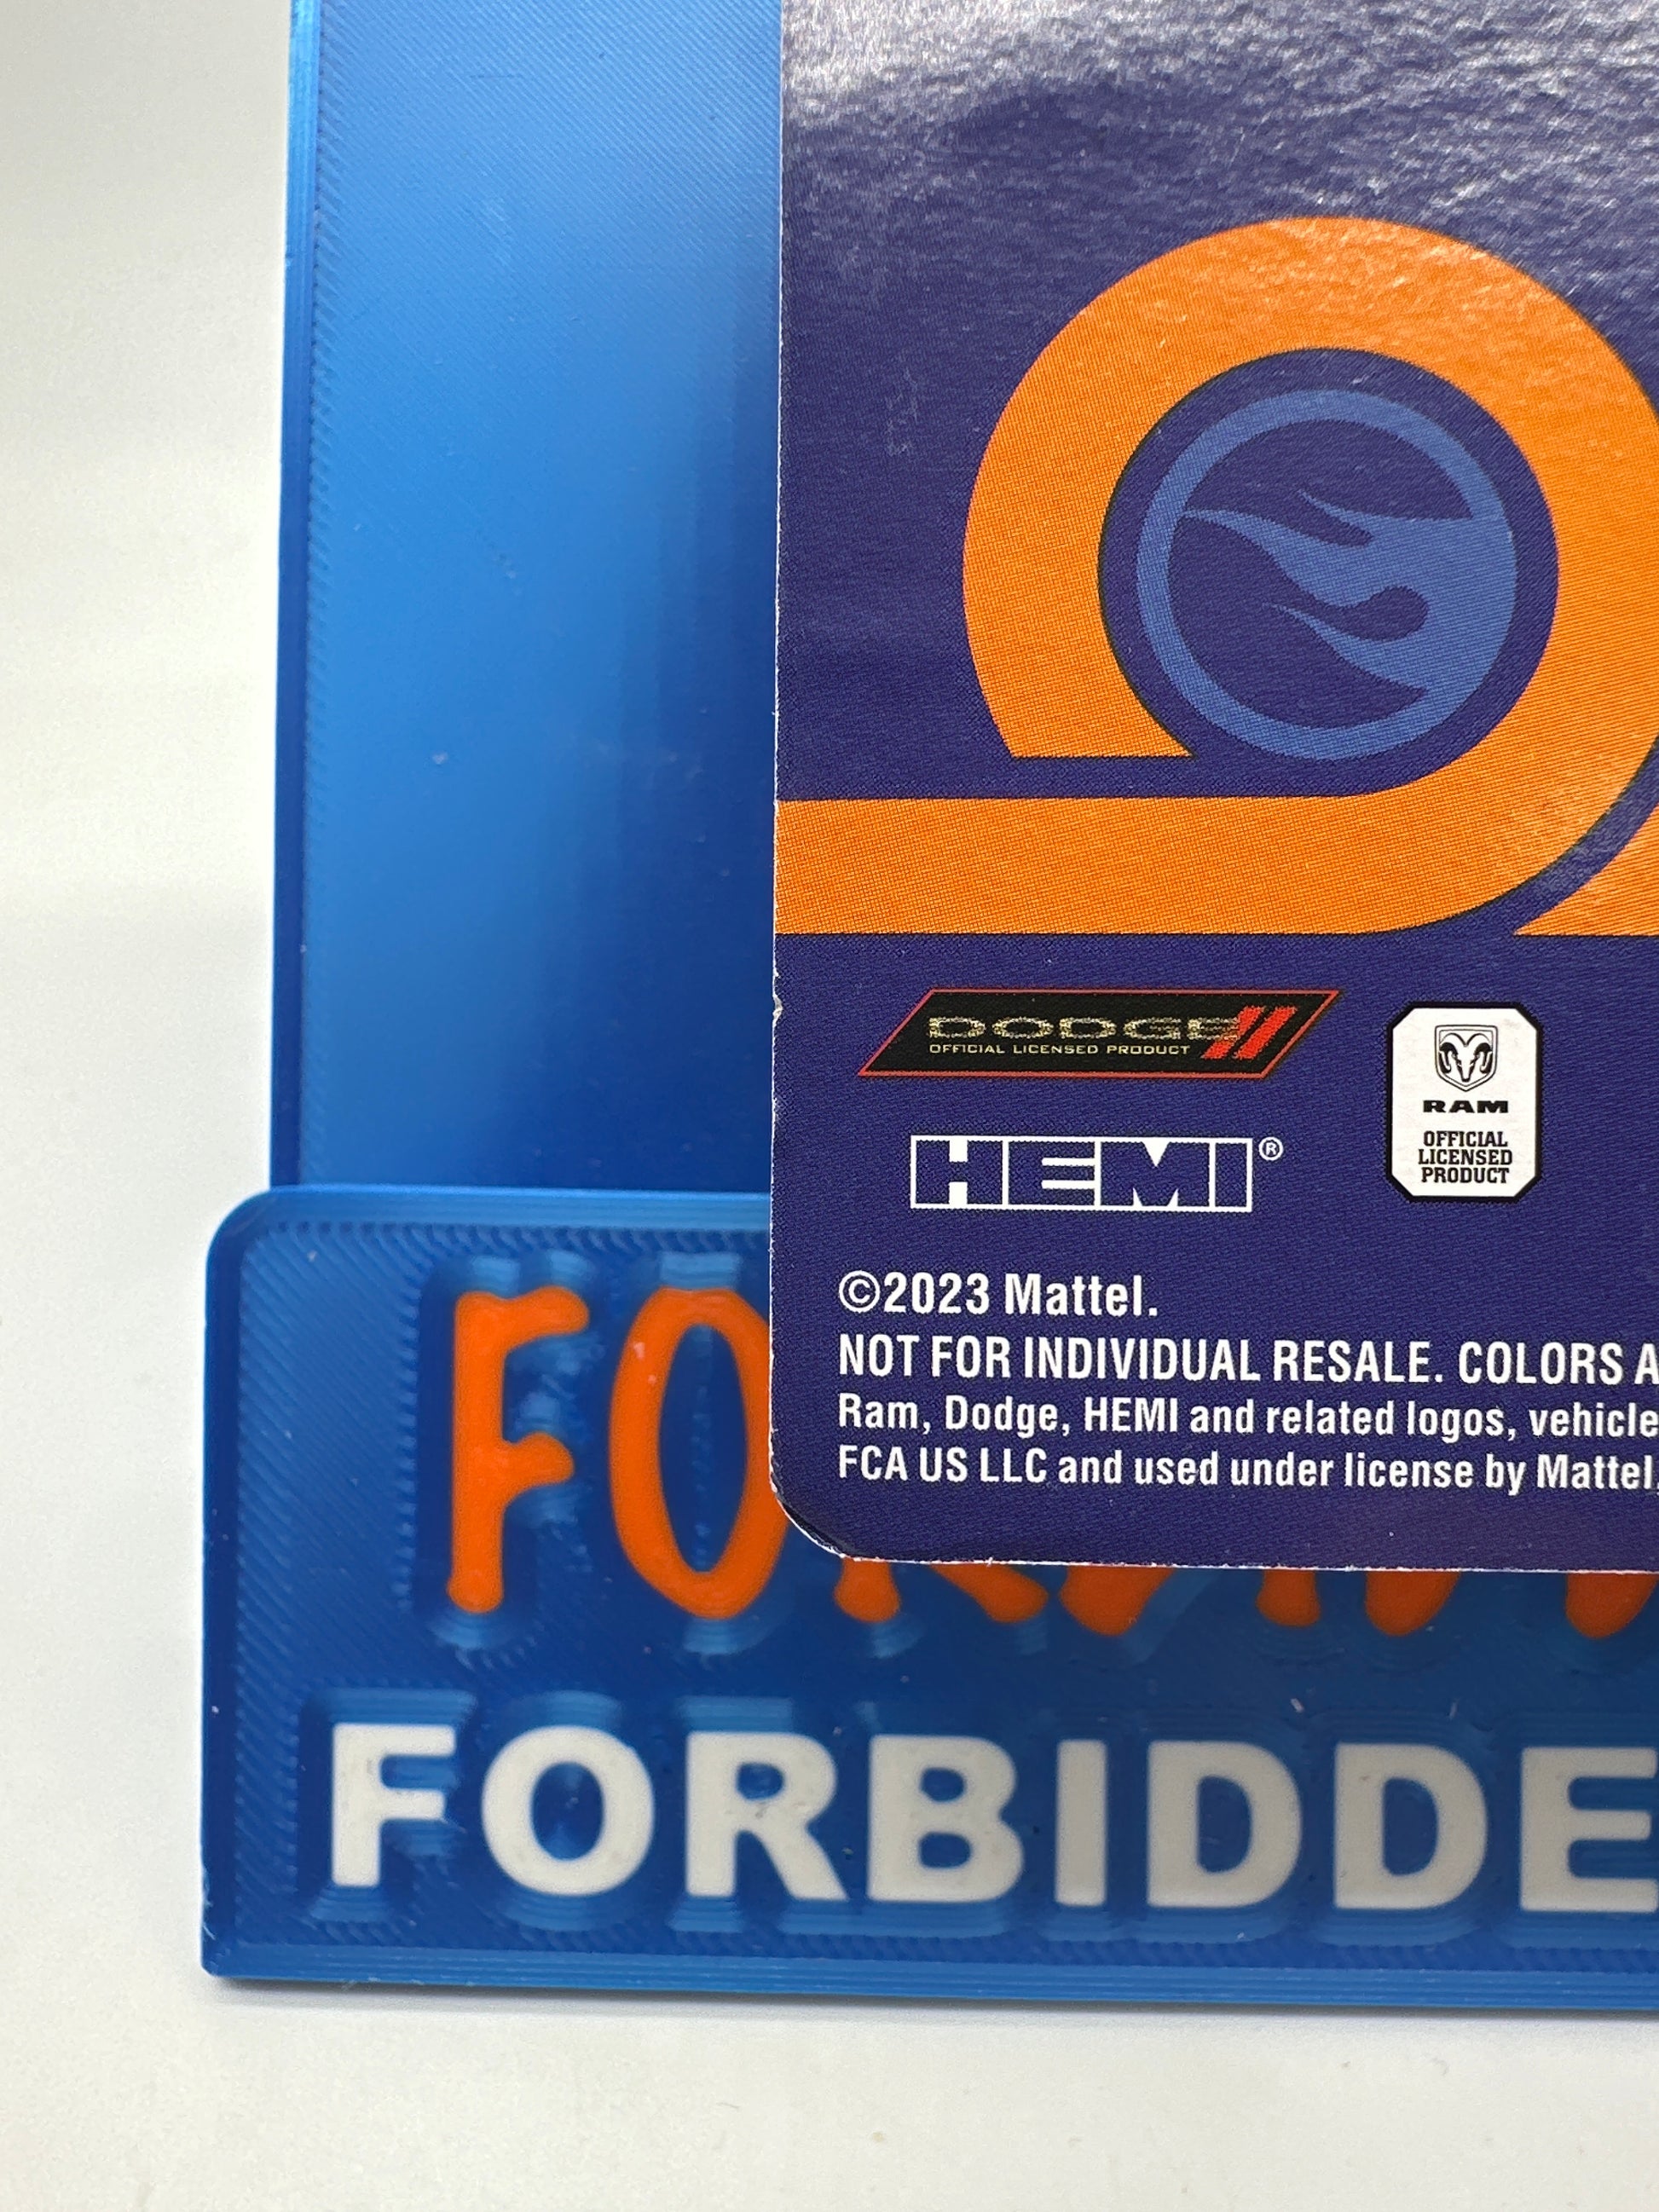 DODGE
OFFICIAL LICENSED PRODUCT
RAM
OFFICIAL
LICENSED
PRODUCT
HEMI®
©2023 Mattel.
NOT FOR INDIVIDUAL RESALE. COLORS A
Ram, Dodge, HEMI and related logos, vehicle
FCA US LLC and used under license by Mattel,
FO
FORBIDDE